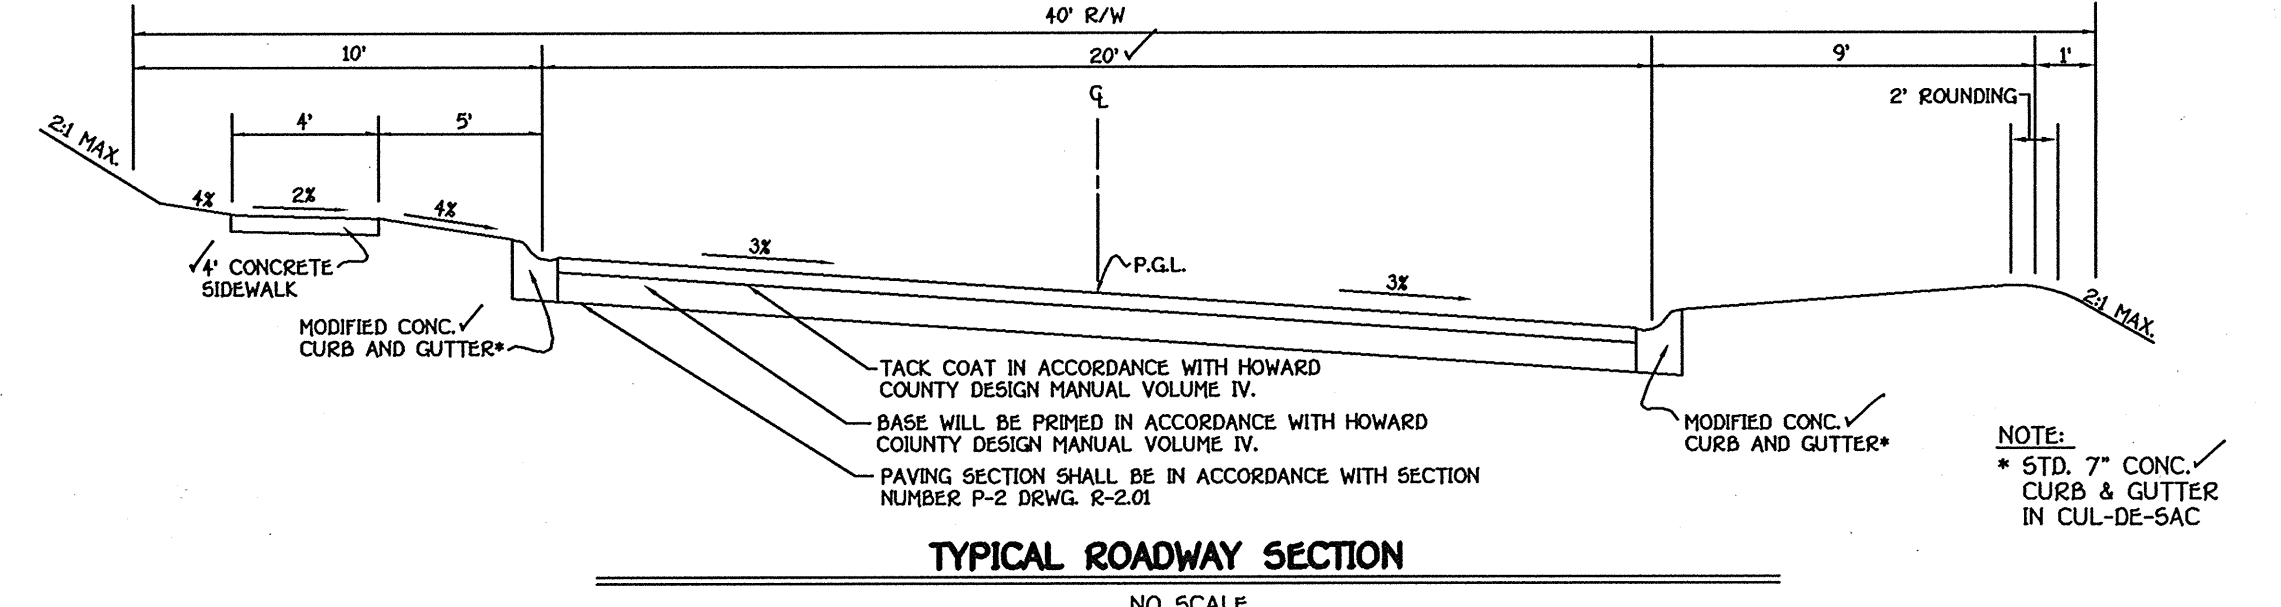 40' R/W
10'
20'
9'
1'
℄
2' ROUNDING
4'
5'
2:1 MAX.
4%
2%
4%
3%
P.G.L.
3%
2:1 MAX.
4' CONCRETE
SIDEWALK
MODIFIED CONC.
CURB AND GUTTER*
TACK COAT IN ACCORDANCE WITH HOWARD
COUNTY DESIGN MANUAL VOLUME IV.
BASE WILL BE PRIMED IN ACCORDANCE WITH HOWARD
COIUNTY DESIGN MANUAL VOLUME IV.
PAVING SECTION SHALL BE IN ACCORDANCE WITH SECTION
NUMBER P-2 DRWG. R-2.01
MODIFIED CONC.
CURB AND GUTTER*
NOTE:
* STD. 7" CONC.
CURB & GUTTER
IN CUL-DE-SAC
TYPICAL ROADWAY SECTION
NO SCALE